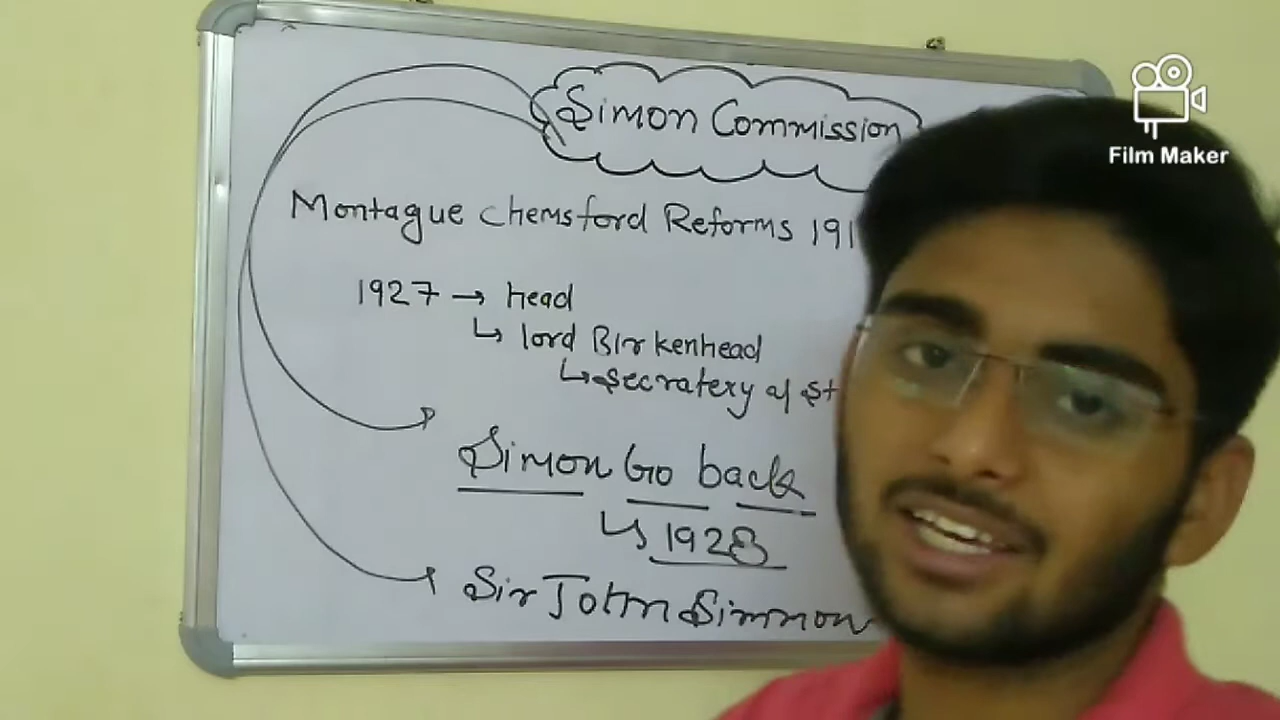 Simon Commission
Film Maker
Montague Chemsford Reforms 191
1927 → head
↳ lord Birkenhead
↳ secratery of st
Simon Go back
↳ 1928
Sir John Simmon